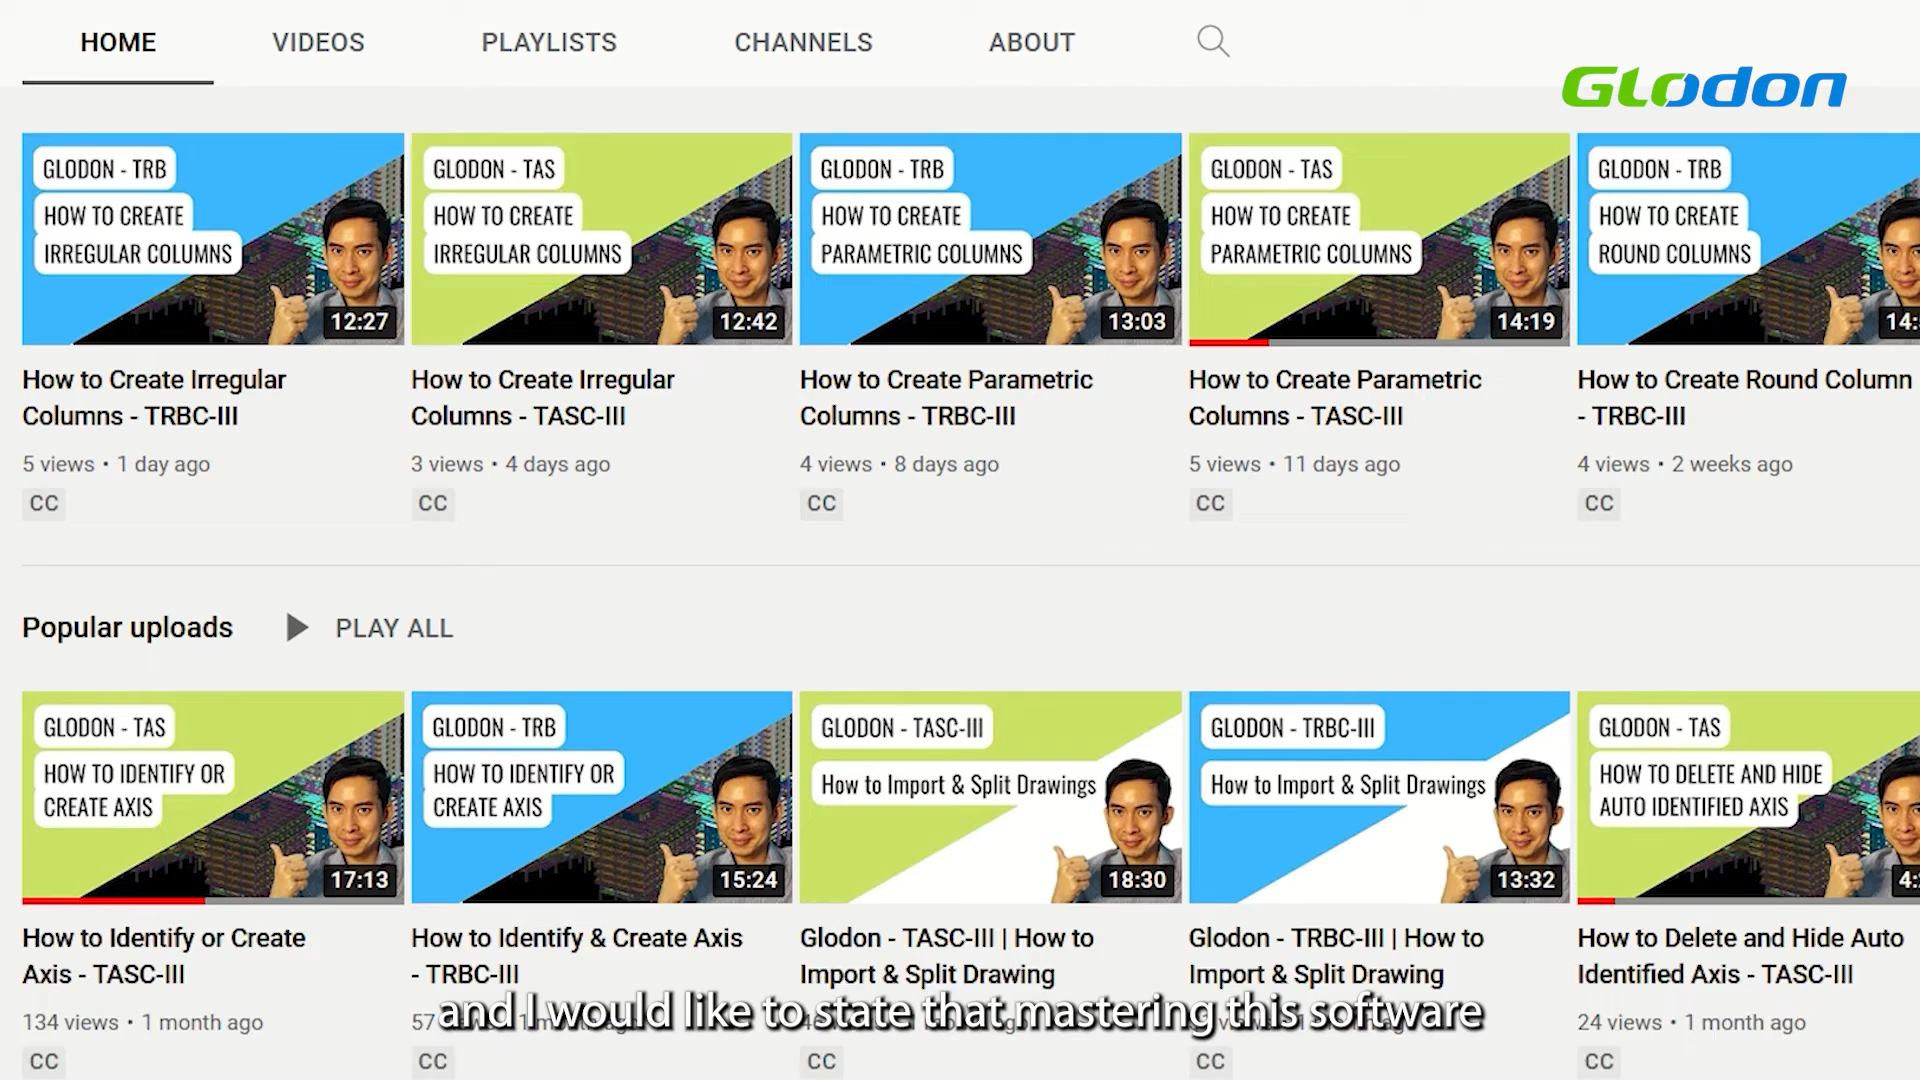 HOME VIDEOS PLAYLISTS CHANNELS ABOUT
GLODON
GLODON - TRB
HOW TO CREATE
IRREGULAR COLUMNS
12:27
GLODON - TAS
HOW TO CREATE
IRREGULAR COLUMNS
12:42
GLODON - TRB
HOW TO CREATE
PARAMETRIC COLUMNS
13:03
GLODON - TAS
HOW TO CREATE
PARAMETRIC COLUMNS
14:19
GLODON - TRB
HOW TO CREATE
ROUND COLUMNS
14:
How to Create Irregular
Columns - TRBC-III
5 views • 1 day ago
CC
How to Create Irregular
Columns - TASC-III
3 views • 4 days ago
CC
How to Create Parametric
Columns - TRBC-III
4 views • 8 days ago
CC
How to Create Parametric
Columns - TASC-III
5 views • 11 days ago
CC
How to Create Round Column
- TRBC-III
4 views • 2 weeks ago
CC
Popular uploads PLAY ALL
GLODON - TAS
HOW TO IDENTIFY OR
CREATE AXIS
17:13
GLODON - TRB
HOW TO IDENTIFY OR
CREATE AXIS
15:24
GLODON - TASC-III
How to Import & Split Drawings
18:30
GLODON - TRBC-III
How to Import & Split Drawings
13:32
GLODON - TAS
HOW TO DELETE AND HIDE
AUTO IDENTIFIED AXIS
4:
How to Identify or Create
Axis - TASC-III
134 views • 1 month ago
CC
How to Identify & Create Axis
- TRBC-III
57
CC
Glodon - TASC-III | How to
Import & Split Drawing
CC
Glodon - TRBC-III | How to
Import & Split Drawing
CC
How to Delete and Hide Auto
Identified Axis - TASC-III
24 views • 1 month ago
CC
and I would like to state that mastering this software